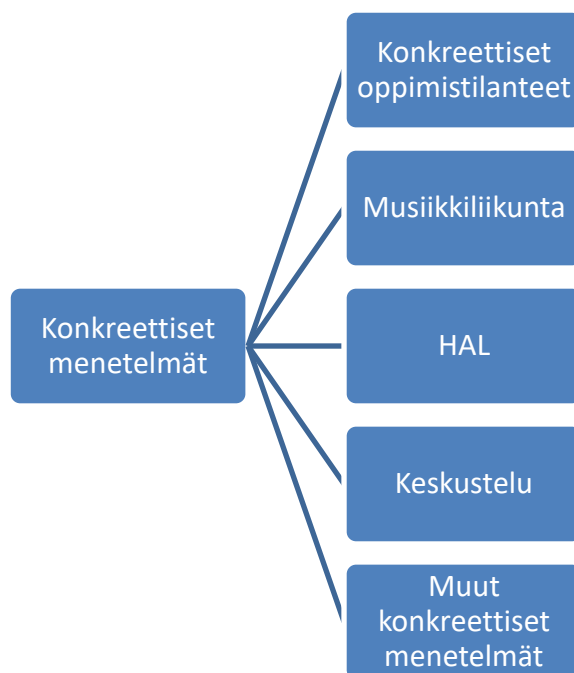 Konkreettiset
oppimistilanteet
Musiikkiliikunta
Konkreettiset
menetelmät
HAL
Keskustelu
Muut
konkreettiset
menetelmät